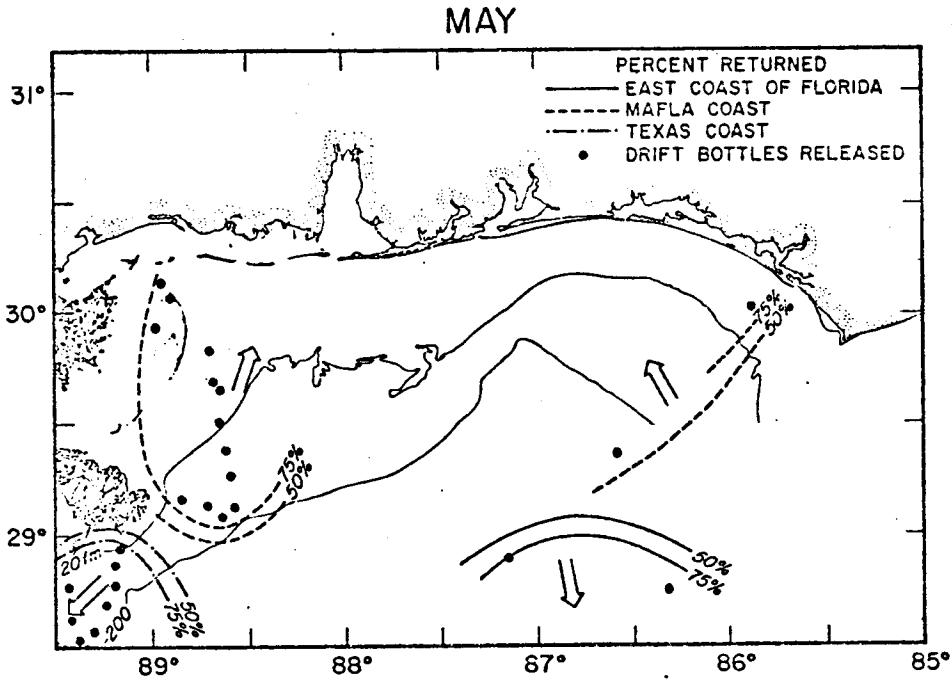 MAY
PERCENT RETURNED
EAST COAST OF FLORIDA
MAFLA COAST
TEXAS COAST
DRIFT BOTTLES RELEASED
31°
30°
29°
75%
50%
75%
50%
50%
75%
20fm
-200
50%
75%
89°
88°
87°
86°
85°